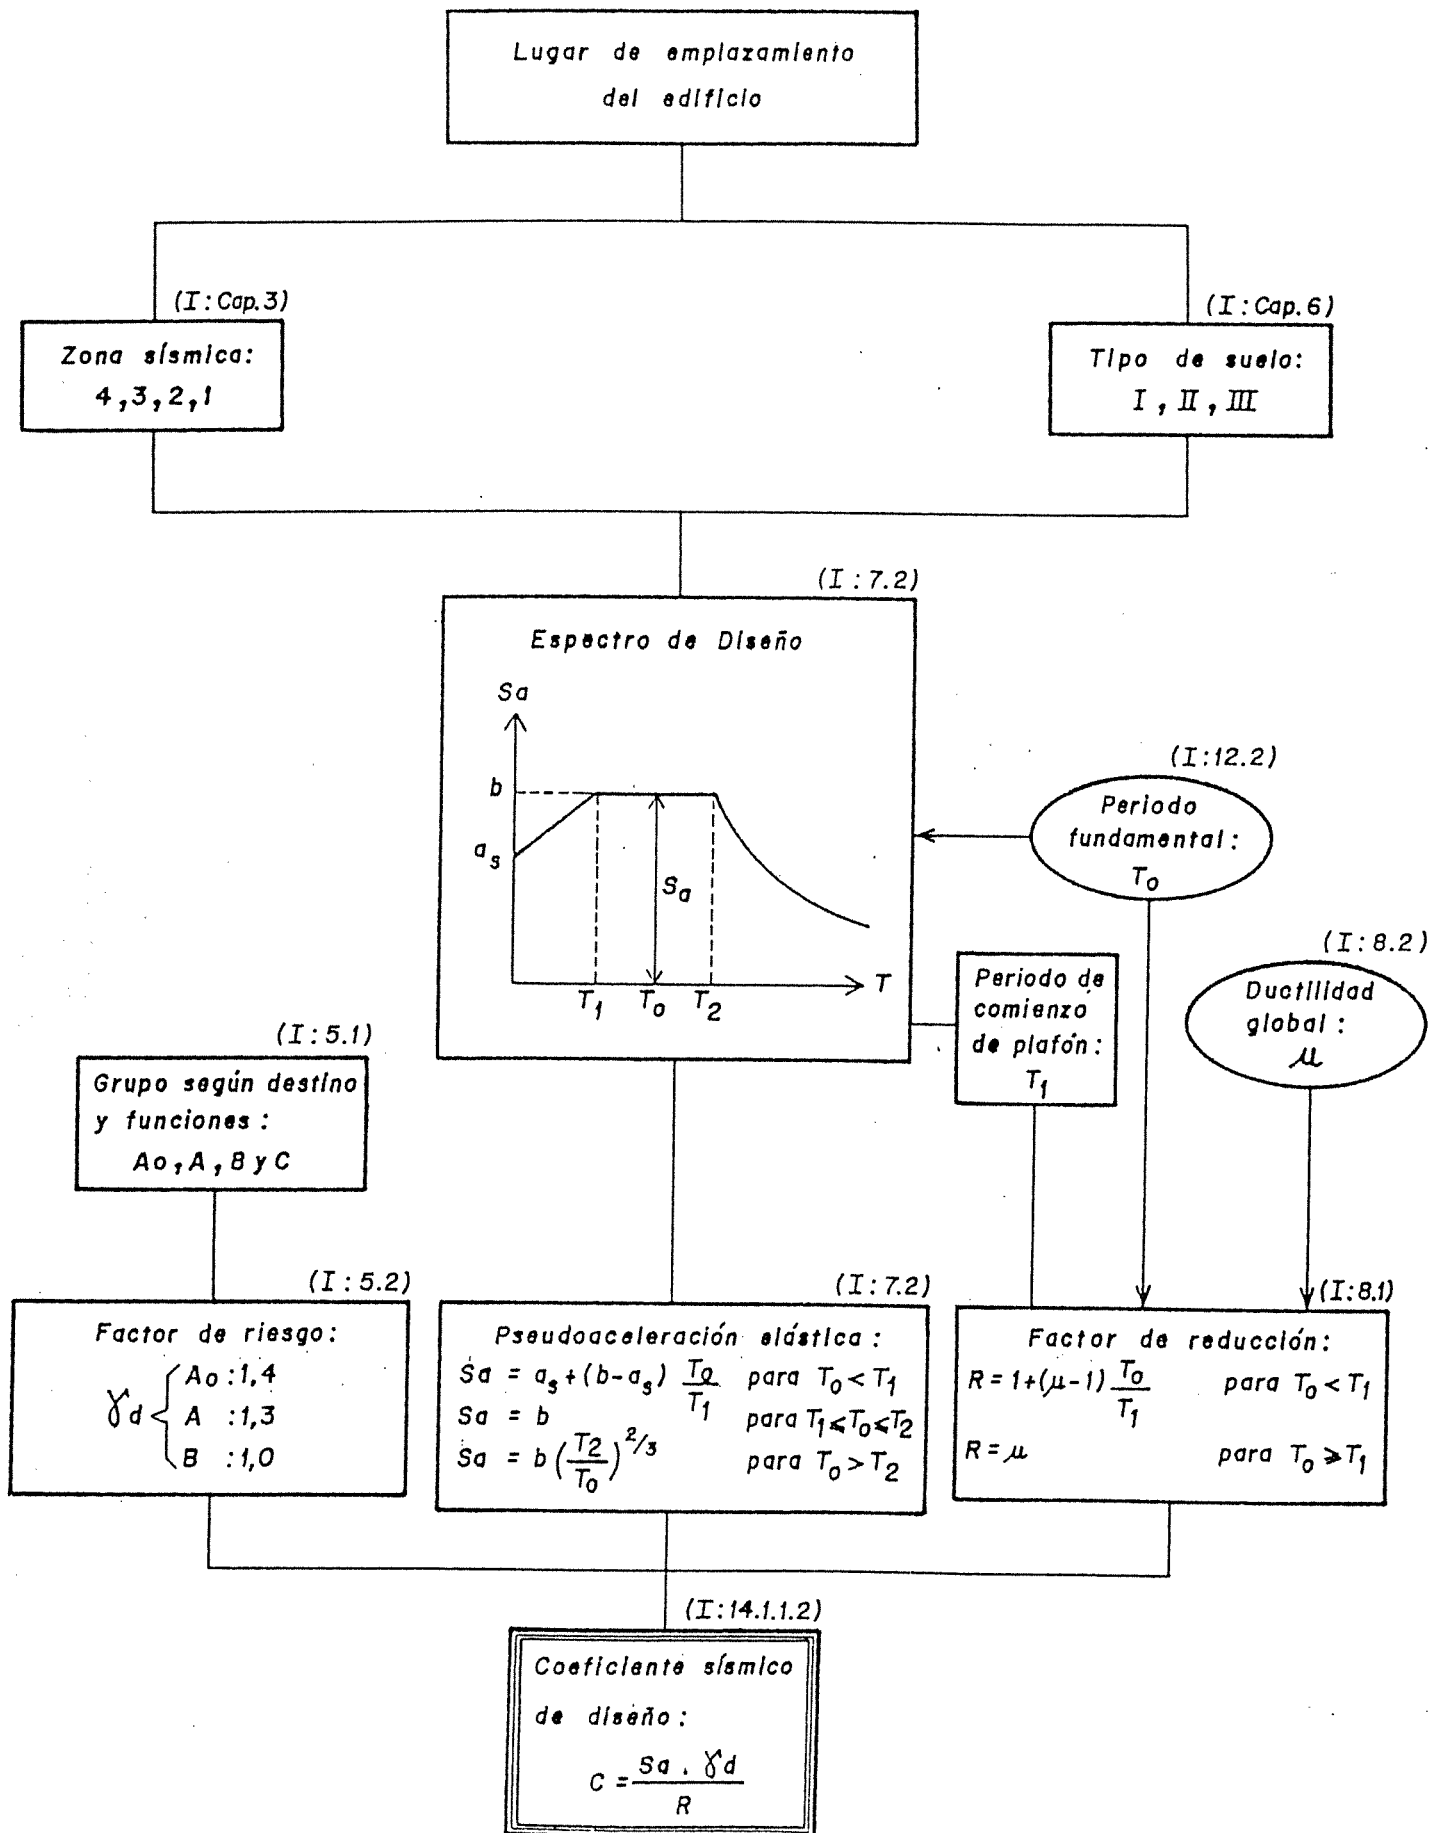 Lugar de emplazamiento
del edificio
(I: Cap. 3)
Zona sísmica:
4, 3, 2, 1
(I: Cap. 6)
Tipo de suelo:
I, II, III
(I: 7.2)
Espectro de Diseño
Sa
b
a_s
Sa
T_1 T_0 T_2 T
(I:12.2)
Periodo
fundamental:
T_0
(I:8.2)
Ductilidad
global:
μ
Periodo de
comienzo
de plafón:
T_1
(I:5.1)
Grupo según destino
y funciones:
Ao, A, B y C
(I:5.2)
Factor de riesgo:
γd { Ao : 1,4
A : 1,3
B : 1,0
(I:7.2)
Pseudoaceleración elástica:
Sa = a_s + (b - a_s) T_0/T_1 para T_0 < T_1
Sa = b para T_1 ⩽ T_0 ⩽ T_2
Sa = b (T_2/T_0)^2/3 para T_0 > T_2
(I:8.1)
Factor de reducción:
R = 1 + (μ - 1) T_0/T_1 para T_0 < T_1
R = μ para T_0 ⩾ T_1
(I:14.1.1.2)
Coeficiente sísmico
de diseño:
C = Sa . γd / R